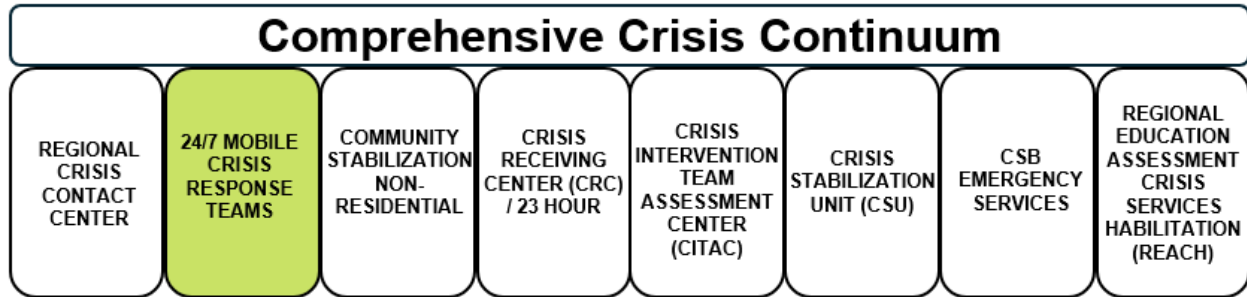 Comprehensive Crisis Continuum
REGIONAL
CRISIS
CONTACT
CENTER
24/7 MOBILE
CRISIS
RESPONSE
TEAMS
COMMUNITY
STABILIZATION
NON-
RESIDENTIAL
CRISIS
RECEIVING
CENTER (CRC)
/ 23 HOUR
CRISIS
INTERVENTION
TEAM
ASSESSMENT
CENTER
(CITAC)
CRISIS
STABILIZATION
UNIT (CSU)
CSB
EMERGENCY
SERVICES
REGIONAL
EDUCATION
ASSESSMENT
CRISIS
SERVICES
HABILITATION
(REACH)